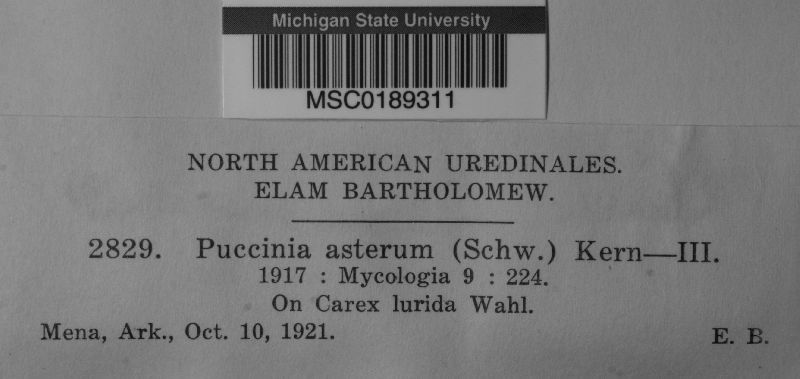 Michigan State University
MSC0189311
NORTH AMERICAN UREDINALES.
ELAM BARTHOLOMEW.
2829. Puccinia asterum (Schw.) Kern—III.
1917 : Mycologia 9 : 224.
On Carex lurida Wahl.
Mena, Ark., Oct. 10, 1921. E. B.